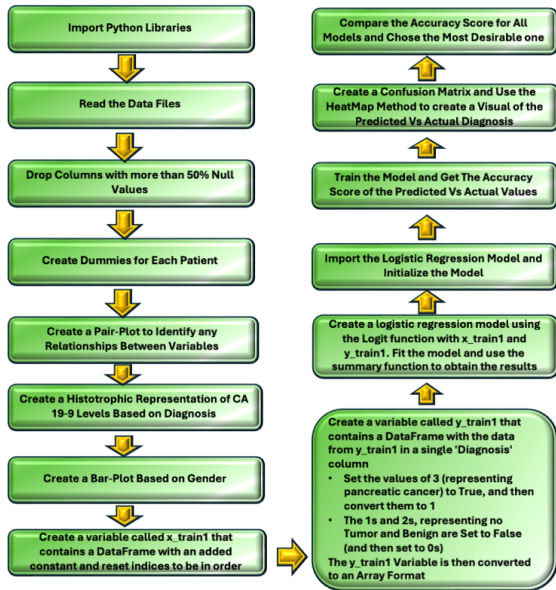 Import Python Libraries
Read the Data Files
Drop Columns with more than 50% Null
Values
Create Dummies for Each Patient
Create a Pair-Plot to Identify any
Relationships Between Variables
Create a Histotrophic Representation of CA
19-9 Levels Based on Diagnosis
Create a Bar-Plot Based on Gender
Create a variable called x_train1 that
contains a DataFrame with an added
constant and reset indices to be in order
Create a variable called y_train1 that
contains a DataFrame with the data
from y_train1 in a single 'Diagnosis'
column
• Set the values of 3 (representing
pancreatic cancer) to True, and then
convert them to 1
• The 1s and 2s, representing no
Tumor and Benign are Set to False
(and then set to 0s)
The y_train1 Variable is then converted
to an Array Format
Create a logistic regression model using
the Logit function with x_train1 and
y_train1. Fit the model and use the
summary function to obtain the results
Import the Logistic Regression Model and
Initialize the Model
Train the Model and Get The Accuracy
Score of the Predicted Vs Actual Values
Create a Confusion Matrix and Use the
HeatMap Method to create a Visual of the
Predicted Vs Actual Diagnosis
Compare the Accuracy Score for All
Models and Chose the Most Desirable one